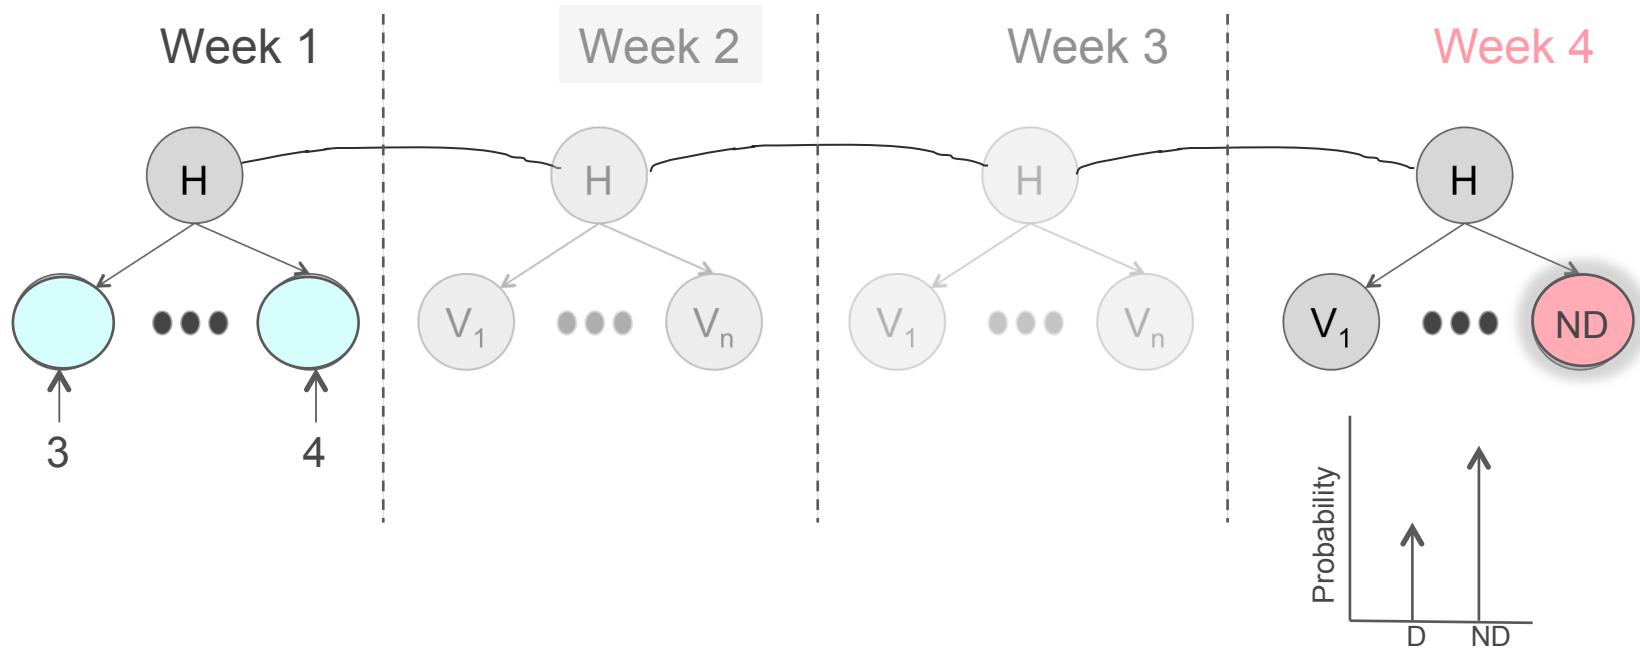 Week 1 Week 2 Week 3 Week 4
H H H H
V1 Vn V1 Vn V1 ND
3 4
Probability
D ND